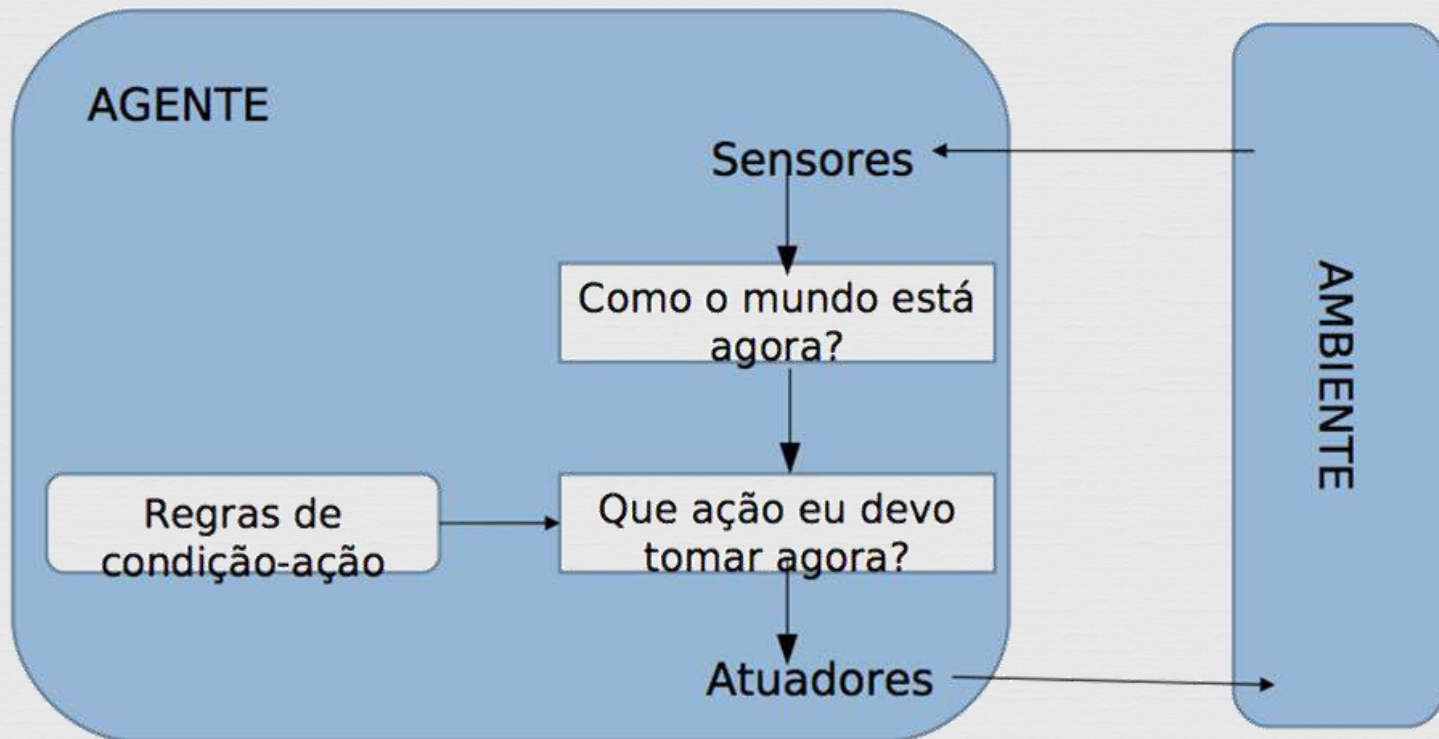 AGENTE
Sensores
Como o mundo está
agora?
Regras de
condição-ação
Que ação eu devo
tomar agora?
Atuadores
AMBIENTE